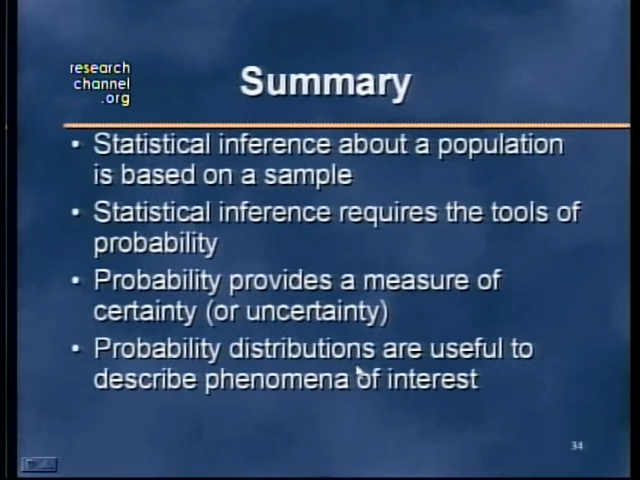 research
channel
.org
Summary
• Statistical inference about a population
is based on a sample
• Statistical inference requires the tools of
probability
• Probability provides a measure of
certainty (or uncertainty)
• Probability distributions are useful to
describe phenomena of interest
34